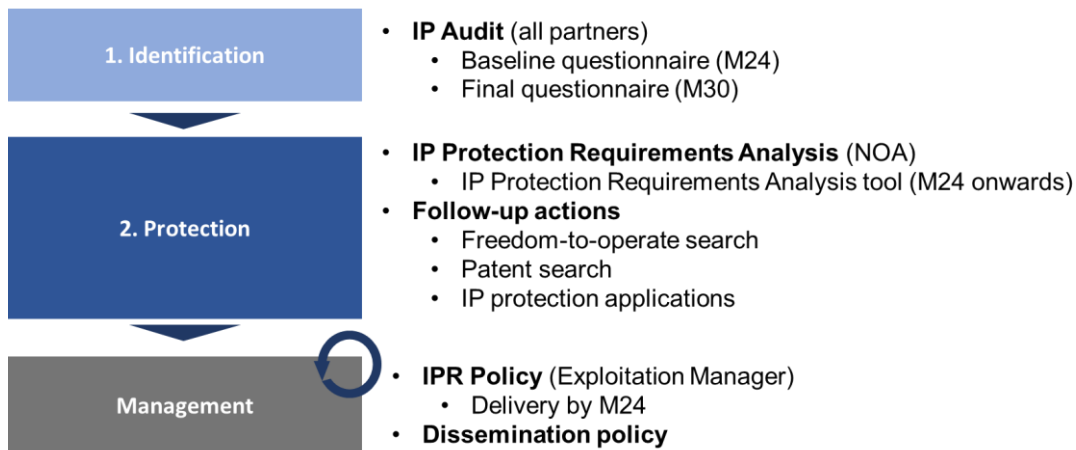 1. Identification
• IP Audit (all partners)
• Baseline questionnaire (M24)
• Final questionnaire (M30)
2. Protection
• IP Protection Requirements Analysis (NOA)
• IP Protection Requirements Analysis tool (M24 onwards)
• Follow-up actions
• Freedom-to-operate search
• Patent search
• IP protection applications
Management
• IPR Policy (Exploitation Manager)
• Delivery by M24
• Dissemination policy